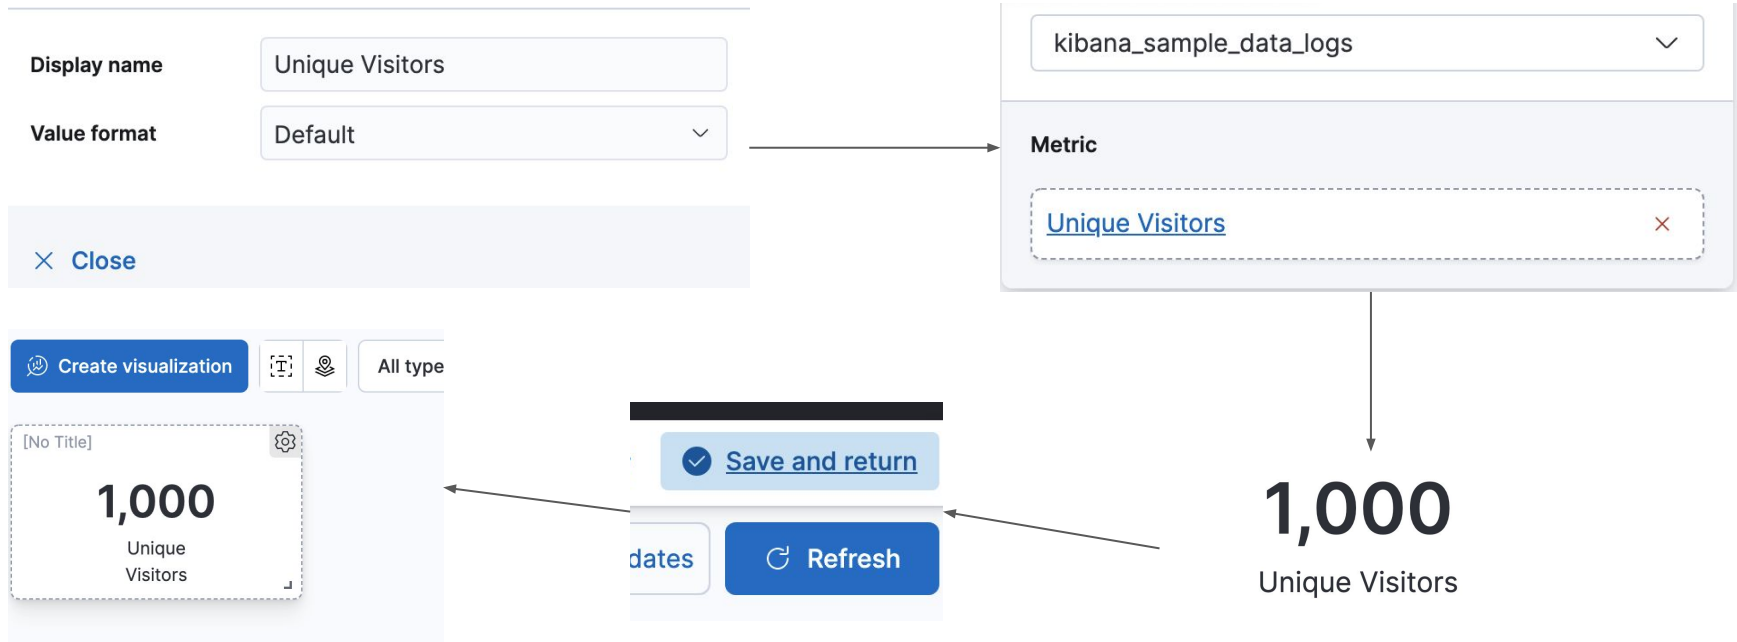 Display name
Unique Visitors
Value format
Default
Close
kibana_sample_data_logs
Metric
Unique Visitors
1,000
Unique Visitors
Save and return
dates
Refresh
Create visualization
All type
[No Title]
1,000
Unique
Visitors